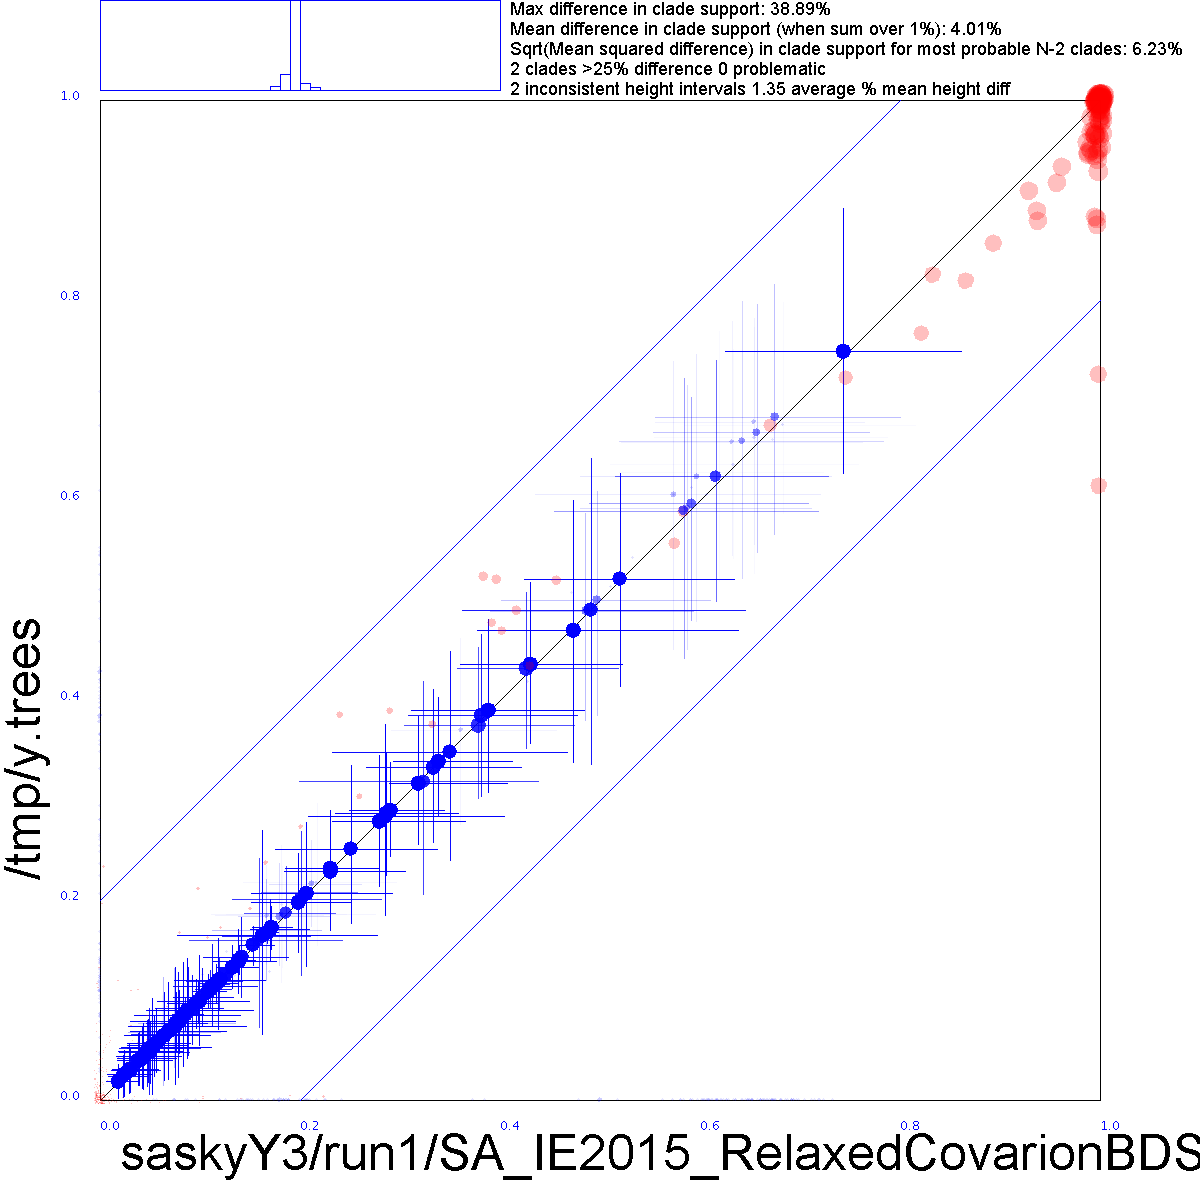 Max difference in clade support: 38.89%
Mean difference in clade support (when sum over 1%): 4.01%
Sqrt(Mean squared difference) in clade support for most probable N-2 clades: 6.23%
2 clades >25% difference 0 problematic
2 inconsistent height intervals 1.35 average % mean height diff
1.0
0.8
0.6
0.4
0.2
0.0
/tmp/y.trees
0.0 0.2 0.4 0.6 0.8 1.0
saskyY3/run1/SA_IE2015_RelaxedCovarionBDS